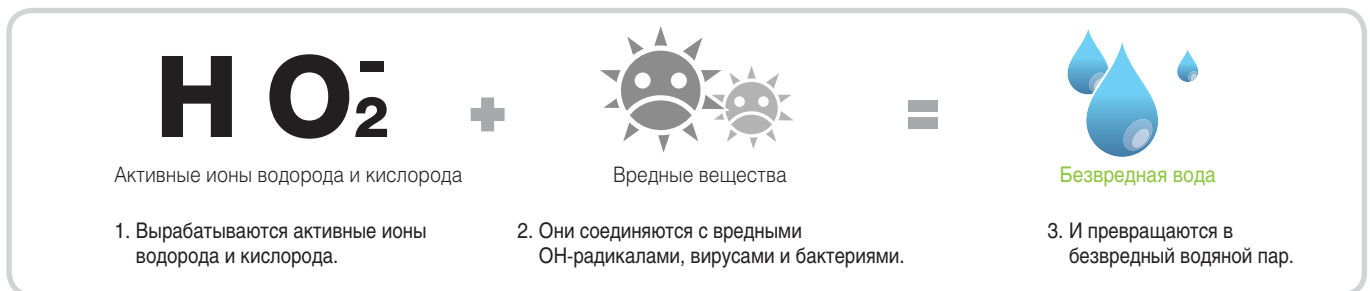 H O₂⁻
Активные ионы водорода и кислорода
Вредные вещества
Безвредная вода
1. Вырабатываются активные ионы
водорода и кислорода.
2. Они соединяются с вредными
ОН-радикалами, вирусами и бактериями.
3. И превращаются в
безвредный водяной пар.